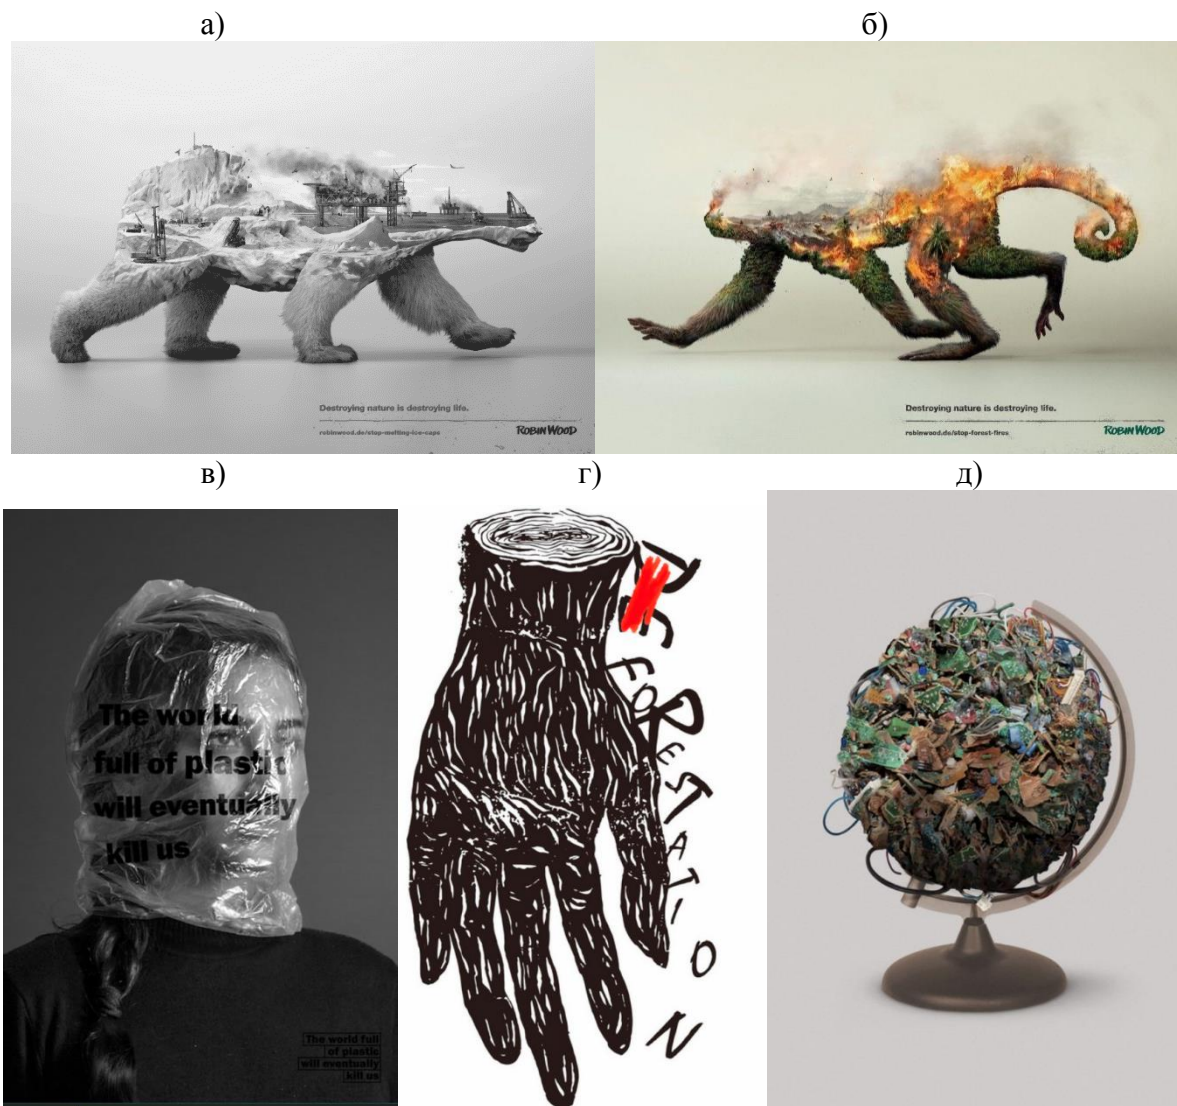 а)
б)
Destroying nature is destroying life.
robinwood.de/stop-melting-ice-caps
ROBIN WOOD
Destroying nature is destroying life.
robinwood.de/stop-forest-fires
ROBIN WOOD
в)
г)
д)
The world
full of plastic
will eventually
kill us
The world full
of plastic
will eventually
kill us
DE
FORESTATION